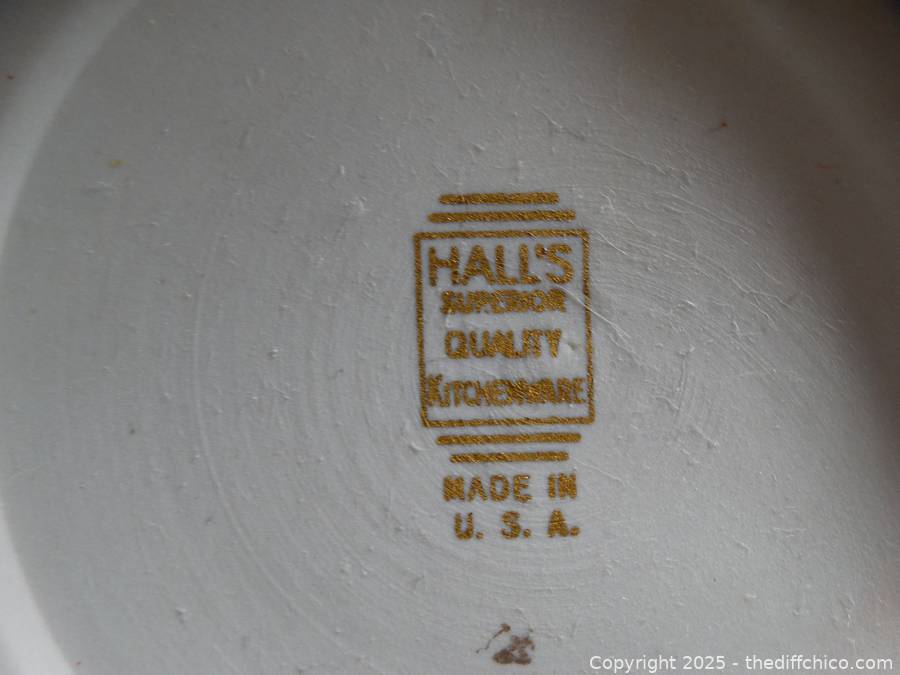 HALL'S
SUPERIOR
QUALITY
KITCHENWARE
MADE IN
U. S. A.
Copyright © 2025 - thediffchico.com